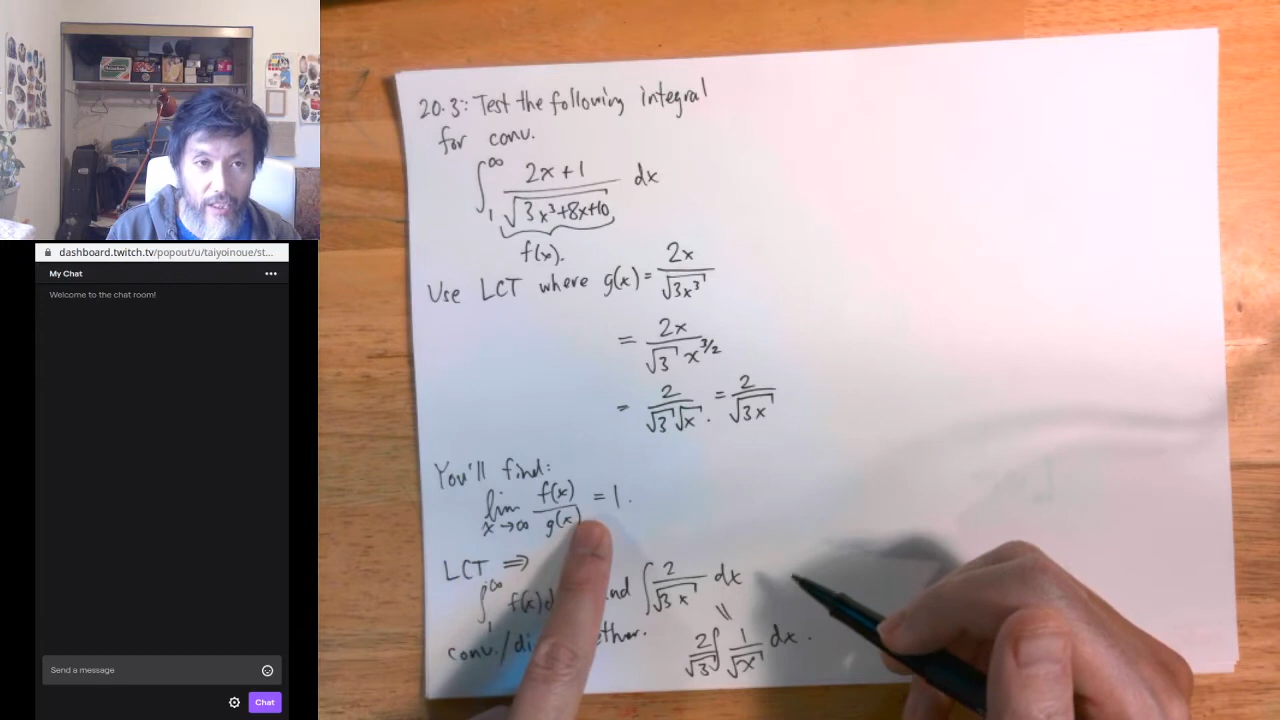 dashboard.twitch.tv/popout/u/taiyoinoue/st...
My Chat
Welcome to the chat room!
Send a message
Chat
20.3: Test the following integral
for conv.
∫₁^∞ (2x+1)/√(3x³+8x+10) dx
f(x).
Use LCT where g(x) = 2x/√(3x³)
= 2x/(√3 x^(3/2))
= 2/(√3 √x). = 2/√(3x)
You'll find:
lim x→∞ f(x)/g(x) = 1.
LCT ⇒
∫₁^∞ f(x)d and ∫ 2/√(3x) dx
conv./di ether.
=
2/√3 ∫ 1/√x dx.